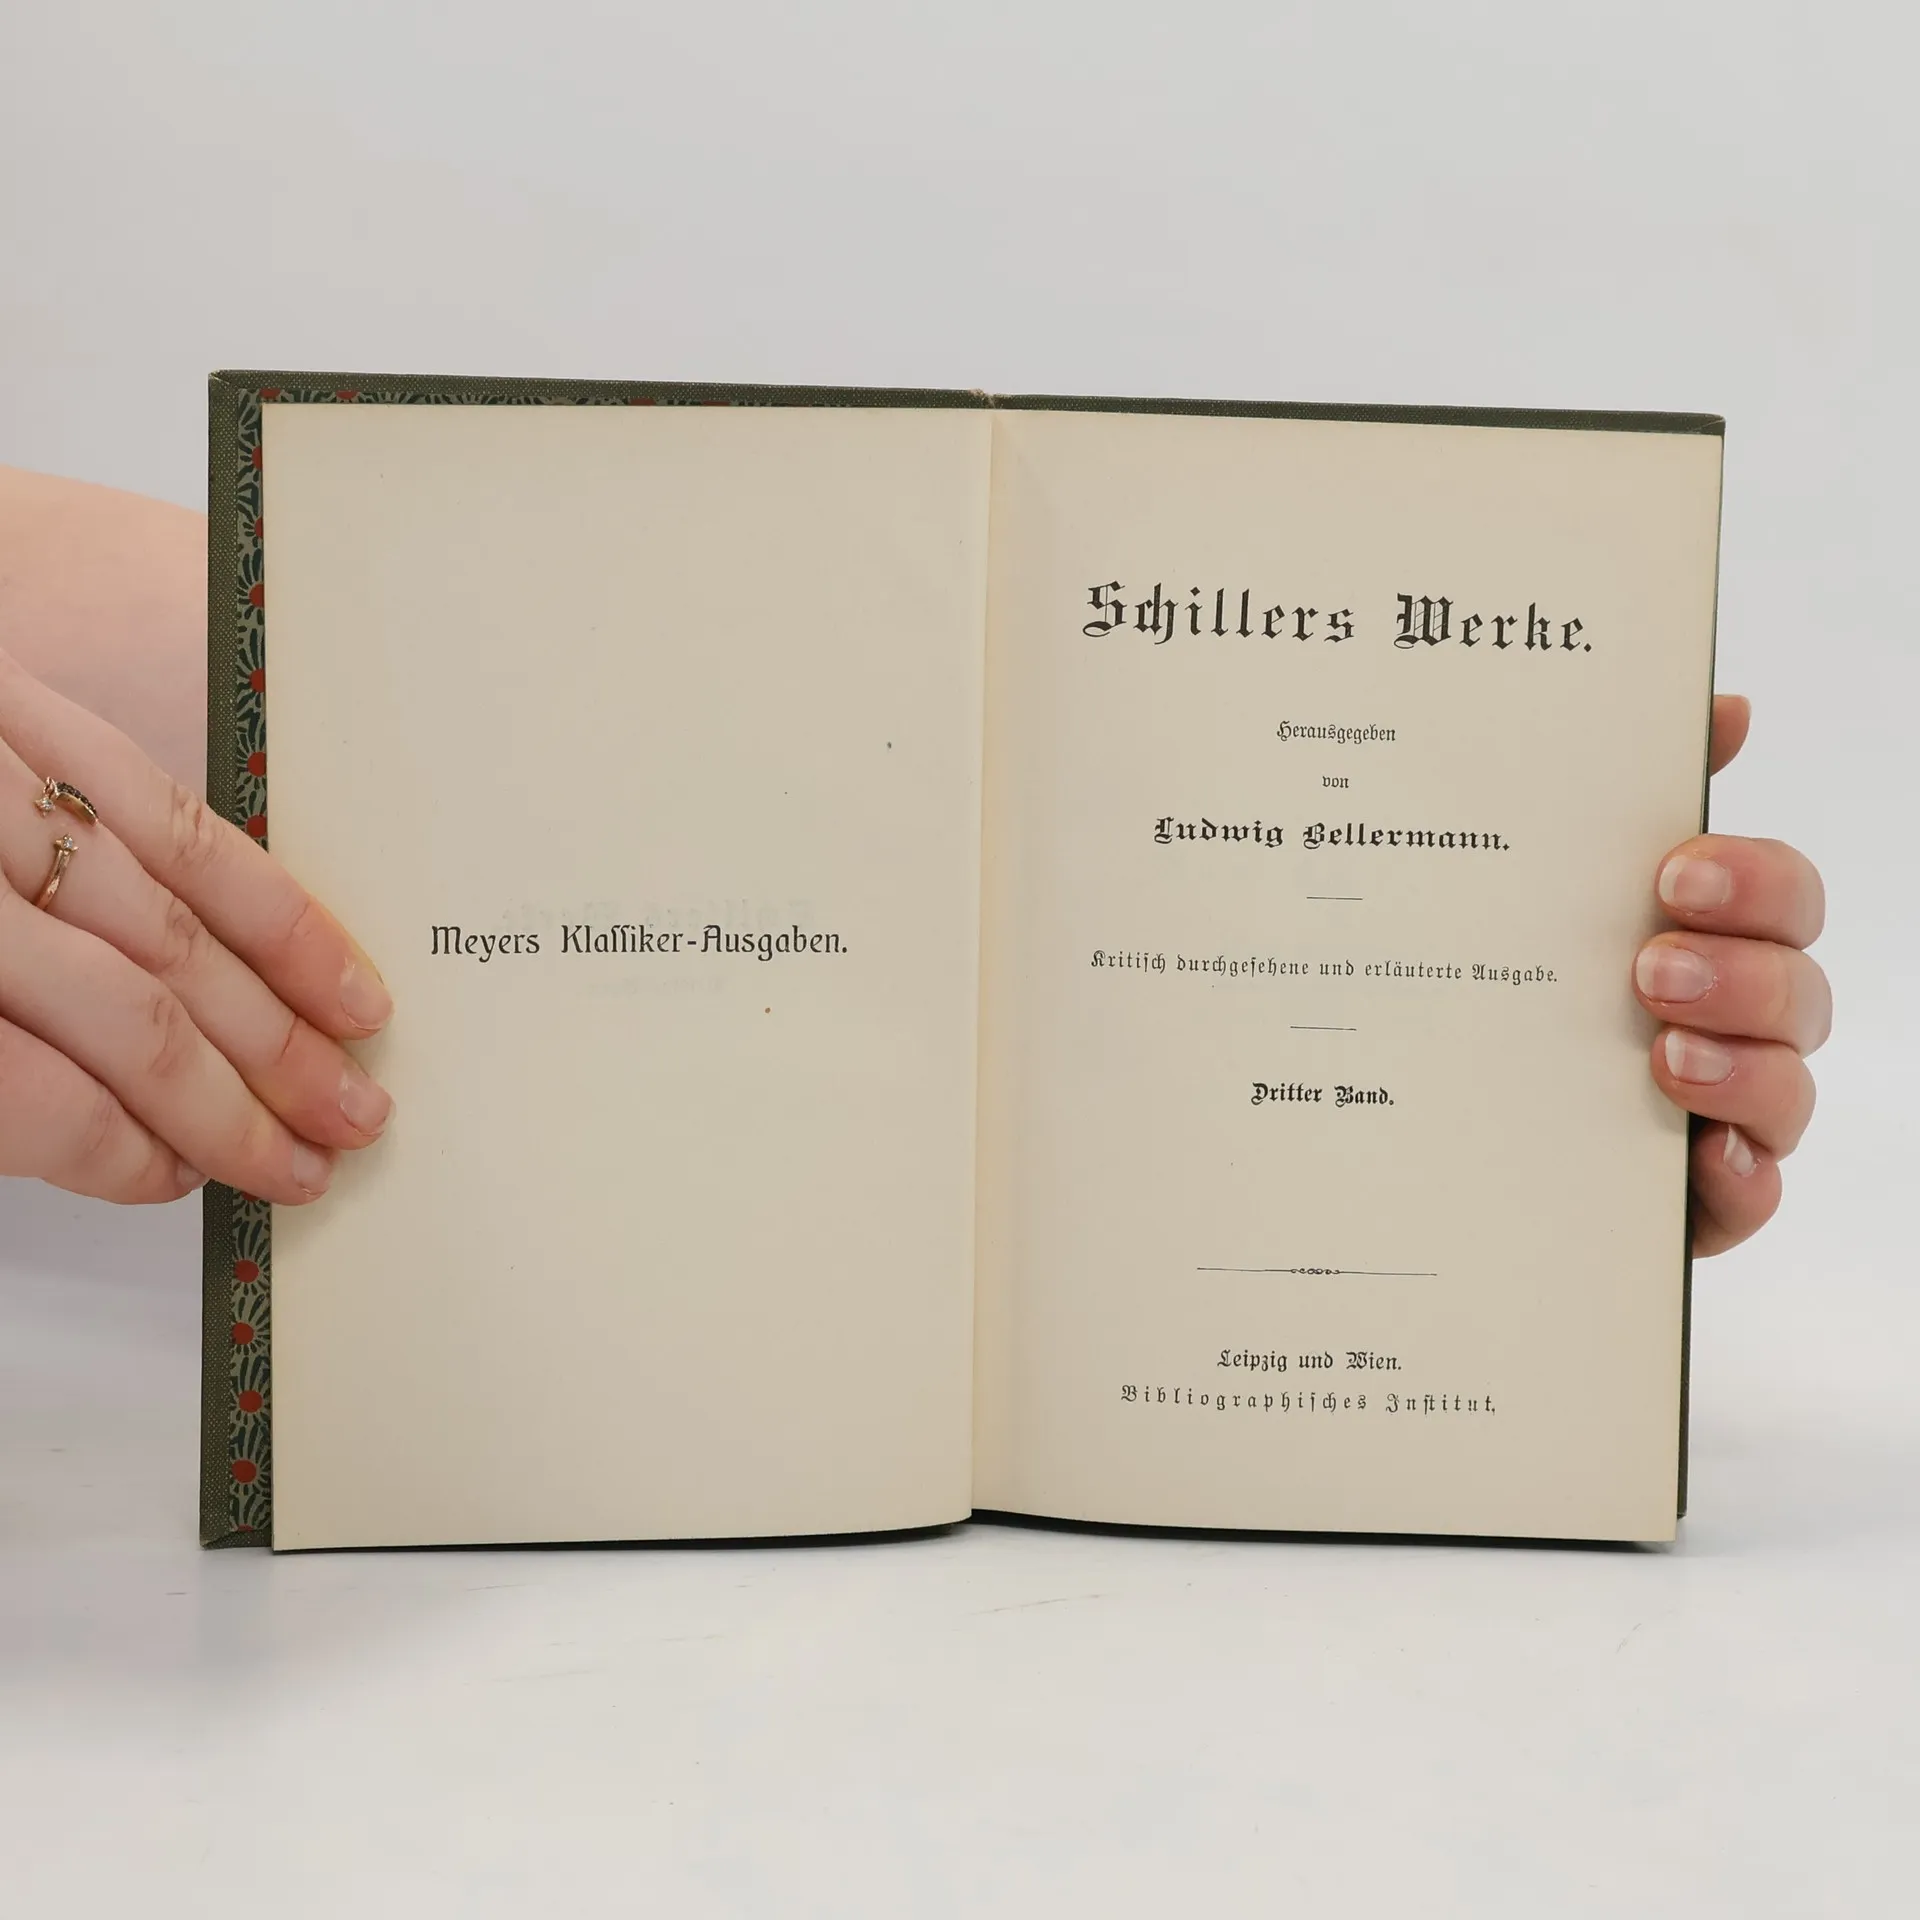 Meyers Klaſſiker-Ausgaben.
Schillers Werke.
Herausgegeben
von
Ludwig Bellermann.
Kritiſch durchgeſehene und erläuterte Ausgabe.
Dritter Band.
Leipzig und Wien.
Bibliographiſches Inſtitut.